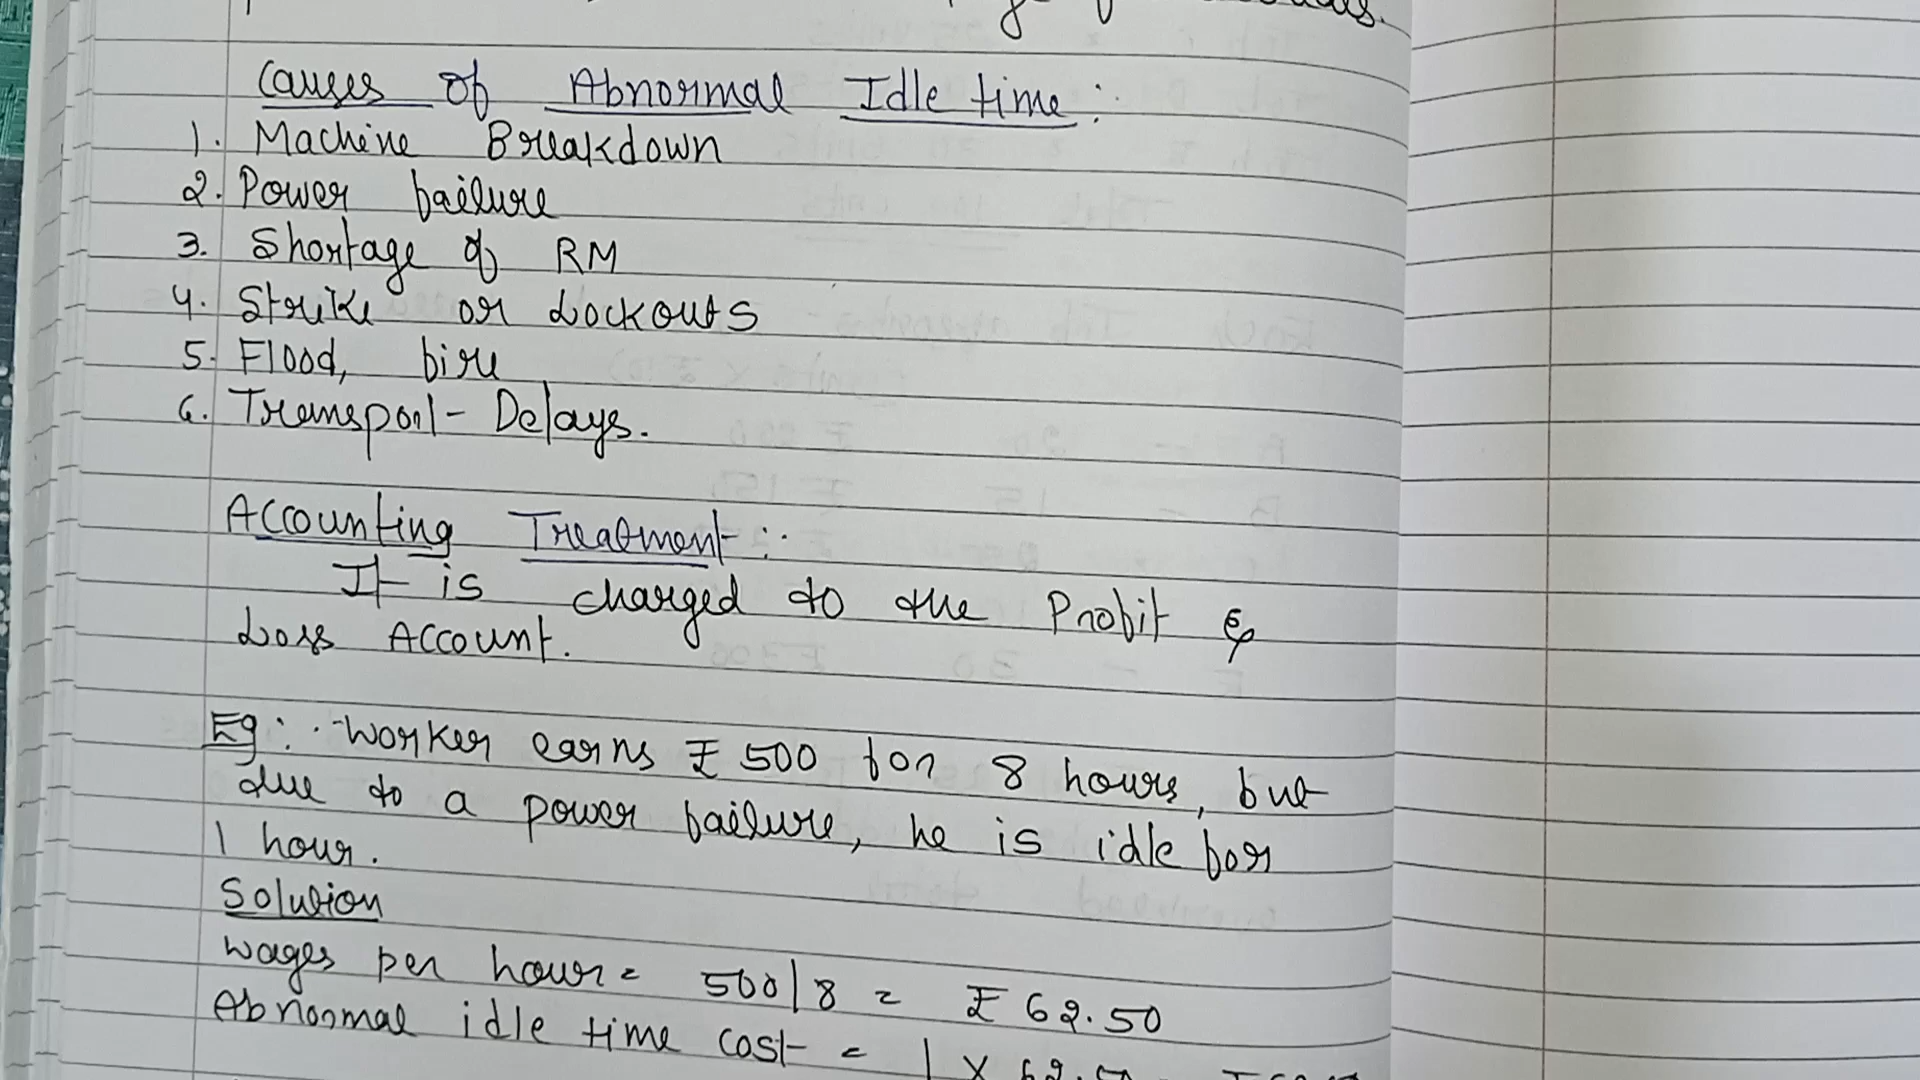 Causes of Abnormal Idle time :
1. Machine Breakdown
2. Power failure
3. Shortage of RM
4. Strike or Lockouts
5. Flood, fire
6. Transport Delays.
Accounting Treatment :
It is charged to the Profit &
Loss Account.
Eg : Worker earns ₹ 500 for 8 hours, but
due to a power failure, he is idle for
1 hour.
Solution
Wages per hour = 500/8 = ₹ 62.50
Abnormal idle time cost = 1 X